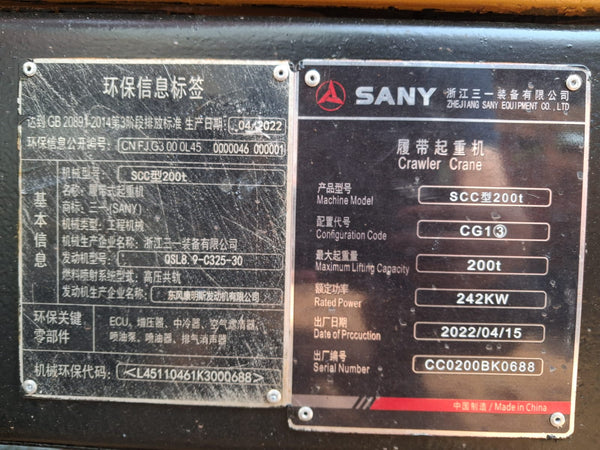 环保信息标签
达到 GB 20891-2014第3阶段排放标准 生产日期: 04/2022
环保信息公开编号: CN FJ G3 00 0L45 0000046 000001
基本信息
机械型号: SCC型200t
名称: 履带式起重机
商标: 三一(SANY)
机械类型: 工程机械
机械生产企业名称: 浙江三一装备有限公司
发动机型号: QSL8.9-C325-30
燃料喷射系统型式: 高压共轨
发动机生产企业名称: 东风康明斯发动机有限公司
环保关键零部件
ECU、增压器、中冷器、空气滤清器、
喷油泵、喷油器、排气消声器
机械环保代码: <L45110461K3000688>
SANY 浙江三一装备有限公司
ZHEJIANG SANY EQUIPMENT CO., LTD
履带起重机
Crawler Crane
产品型号
Machine Model SCC型200t
配置代号
Configuration Code CG1③
最大起重量
Maximum Lifting Capacity 200t
额定功率
Rated Power 242KW
出厂日期
Date of Prccuction 2022/04/15
出厂编号
Serial Number CC0200BK0688
中国制造 / Made in China